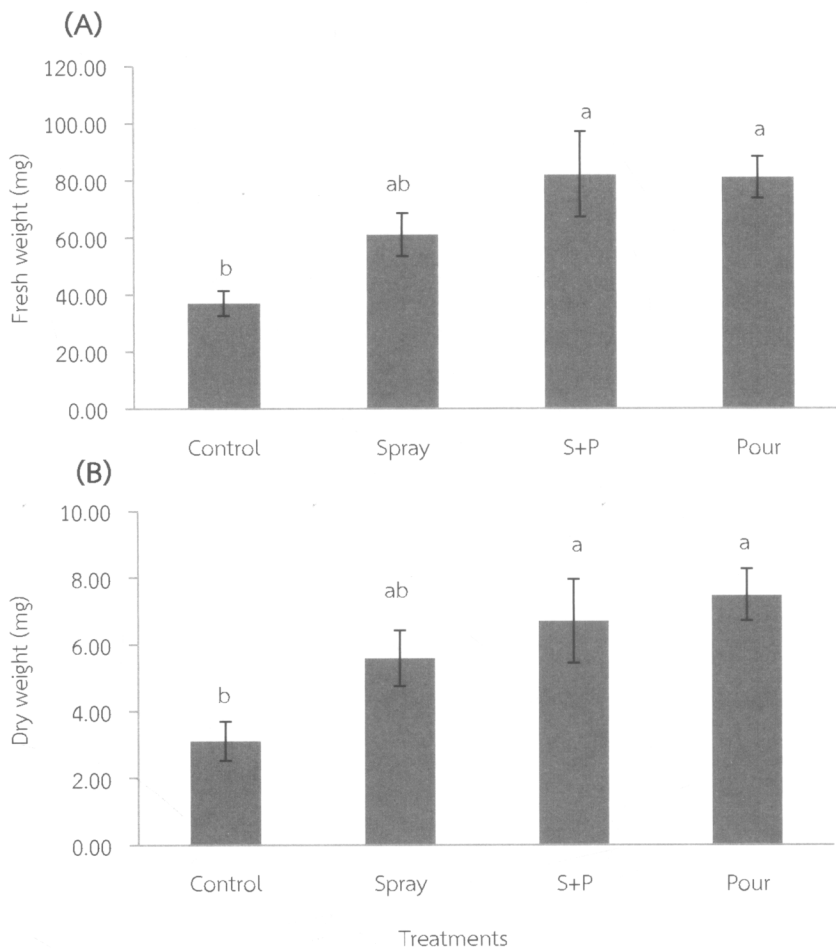 (A)
Fresh weight (mg)
120.00
100.00
80.00
60.00
40.00
20.00
0.00
b
ab
a
a
Control Spray S+P Pour
(B)
Dry weight (mg)
10.00
8.00
6.00
4.00
2.00
0.00
b
ab
a
a
Control Spray S+P Pour
Treatments